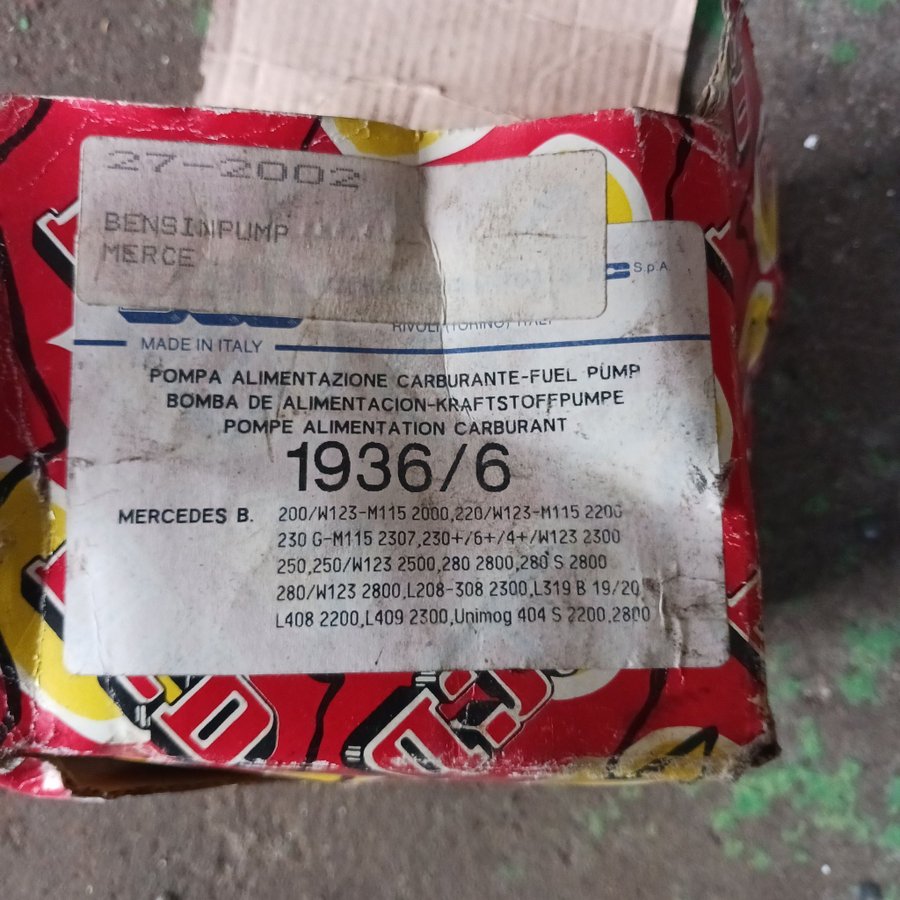 27-2002
BENSINPUMP
MERCE
S.p.A.
RIVOLI (TORINO) ITALY
MADE IN ITALY
POMPA ALIMENTAZIONE CARBURANTE-FUEL PUMP
BOMBA DE ALIMENTACION-KRAFTSTOFFPUMPE
POMPE ALIMENTATION CARBURANT
1936/6
MERCEDES B. 200/W123-M115 2000,220/W123-M115 2200
230 G-M115 2307,230+/6+/4+/W123 2300
250,250/W123 2500,280 2800,280 S 2800
280/W123 2800,L208-308 2300,L319 B 19/20
L408 2200,L409 2300,Unimog 404 S 2200,2800